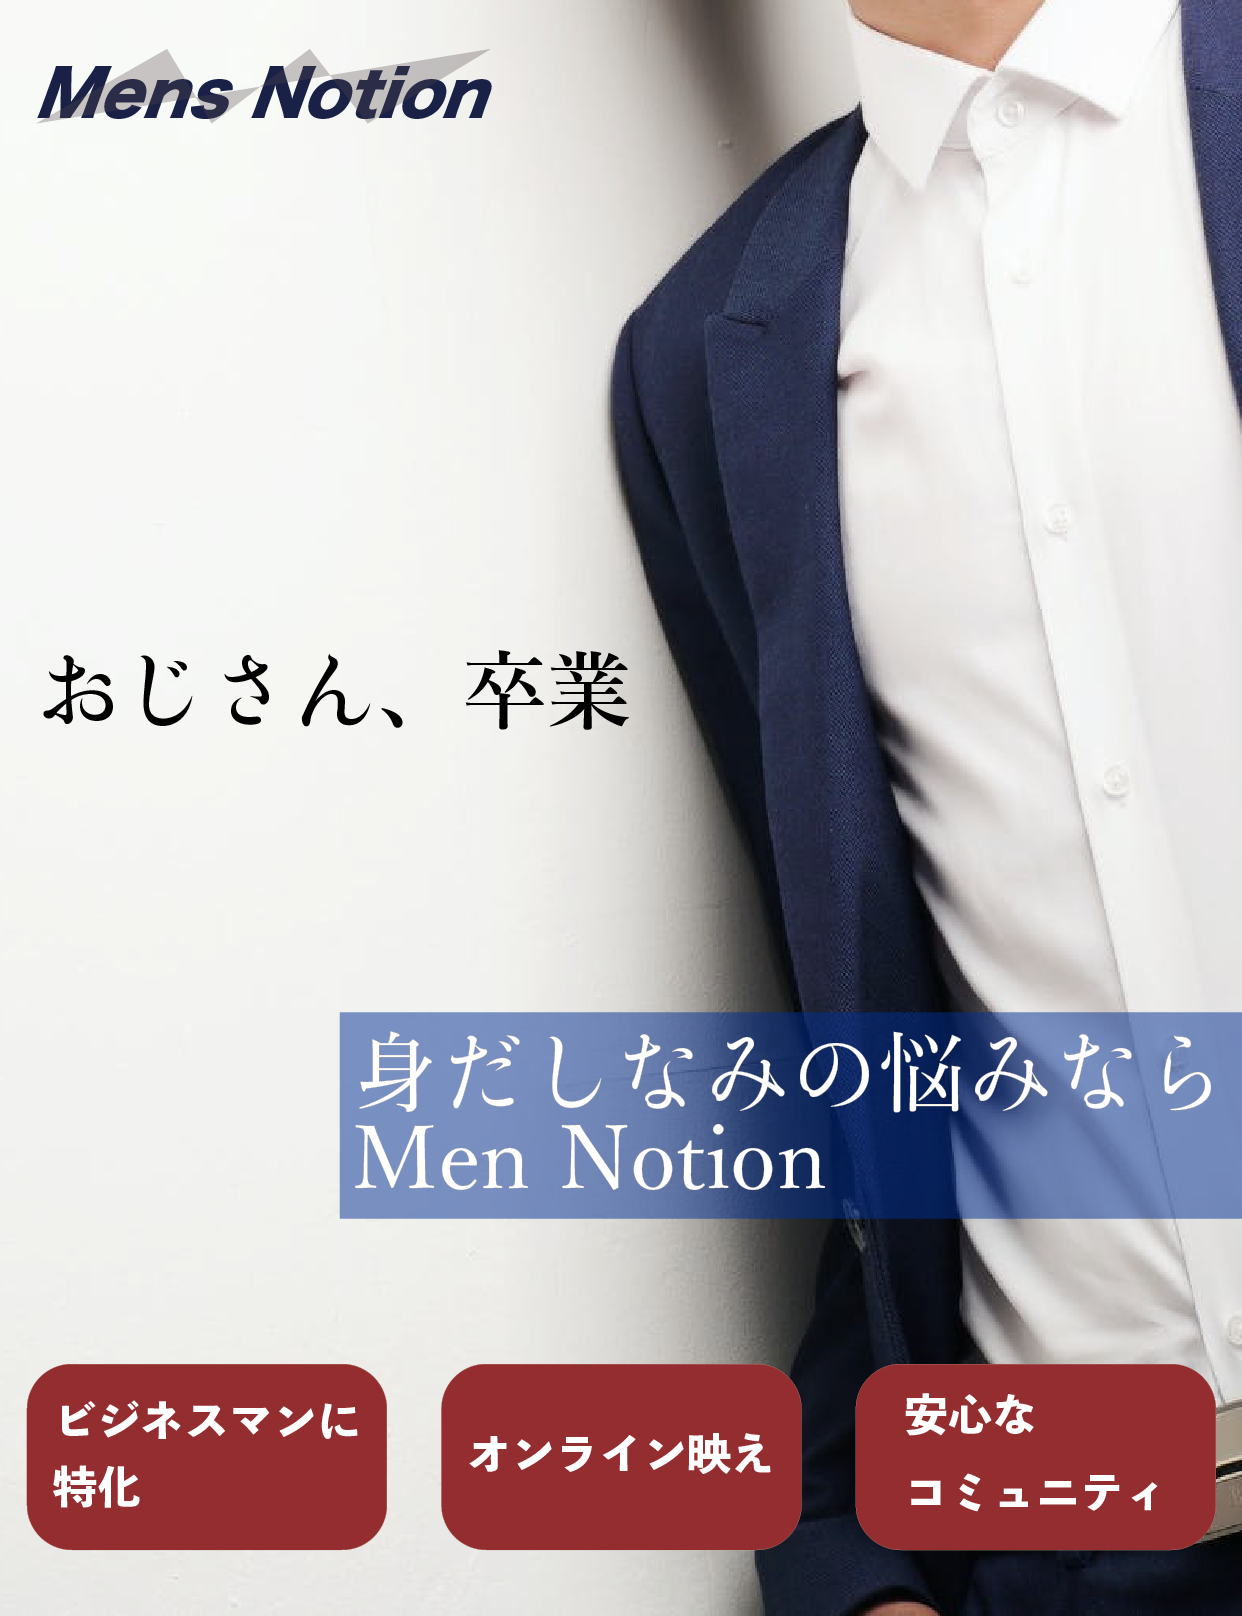 Mens Notion
おじさん、卒業
身だしなみの悩みなら
Men Notion
ビジネスマンに
特化
オンライン映え
安心な
コミュニティ